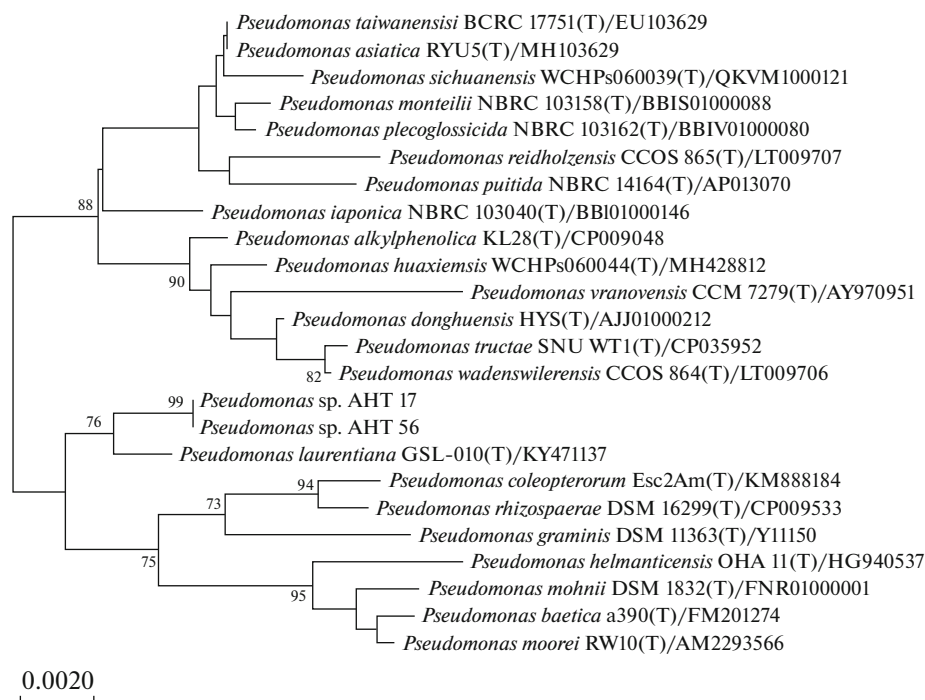 Pseudomonas taiwanensisi BCRC 17751(T)/EU103629
Pseudomonas asiatica RYU5(T)/MH103629
Pseudomonas sichuanensis WCHPs060039(T)/QKVM1000121
Pseudomonas monteilii NBRC 103158(T)/BBIS01000088
Pseudomonas plecoglossicida NBRC 103162(T)/BBIV01000080
Pseudomonas reidholzensis CCOS 865(T)/LT009707
Pseudomonas puitida NBRC 14164(T)/AP013070
88
Pseudomonas iaponica NBRC 103040(T)/BBl01000146
Pseudomonas alkylphenolica KL28(T)/CP009048
90
Pseudomonas huaxiemsis WCHPs060044(T)/MH428812
Pseudomonas vranovensis CCM 7279(T)/AY970951
Pseudomonas donghuensis HYS(T)/AJJ01000212
Pseudomonas tructae SNU WT1(T)/CP035952
82
Pseudomonas wadenswilerensis CCOS 864(T)/LT009706
99
Pseudomonas sp. AHT 17
76
Pseudomonas sp. AHT 56
Pseudomonas laurentiana GSL-010(T)/KY471137
94
Pseudomonas coleopterorum Esc2Am(T)/KM888184
73
Pseudomonas rhizospaerae DSM 16299(T)/CP009533
Pseudomonas graminis DSM 11363(T)/Y11150
75
Pseudomonas helmanticensis OHA 11(T)/HG940537
95
Pseudomonas mohnii DSM 1832(T)/FNR01000001
Pseudomonas baetica a390(T)/FM201274
Pseudomonas moorei RW10(T)/AM2293566
0.0020